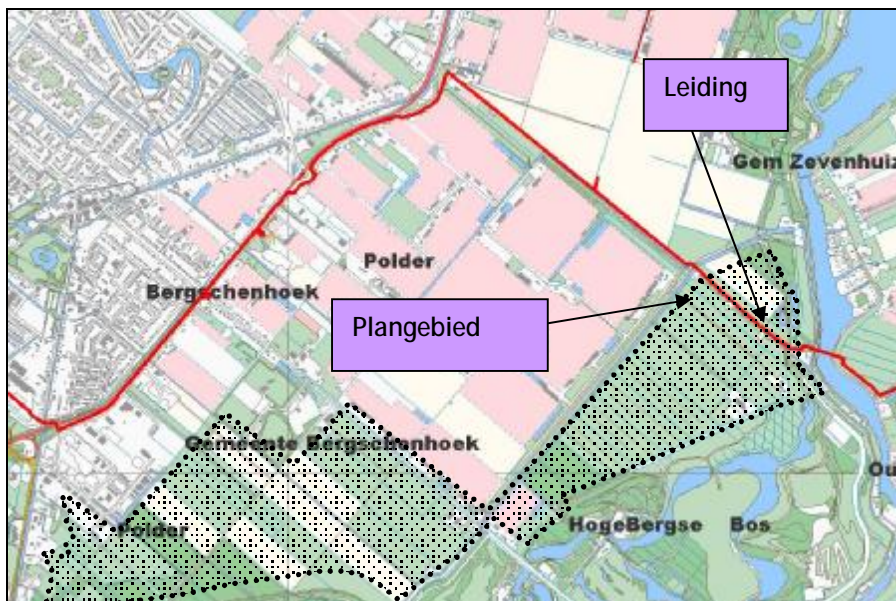 Leiding
Gem Zevenhuiz
Polder
Bergschenhoek
Plangebied
Gemeente Bergschenhoek
Ou
Polder
HogeBergse Bos